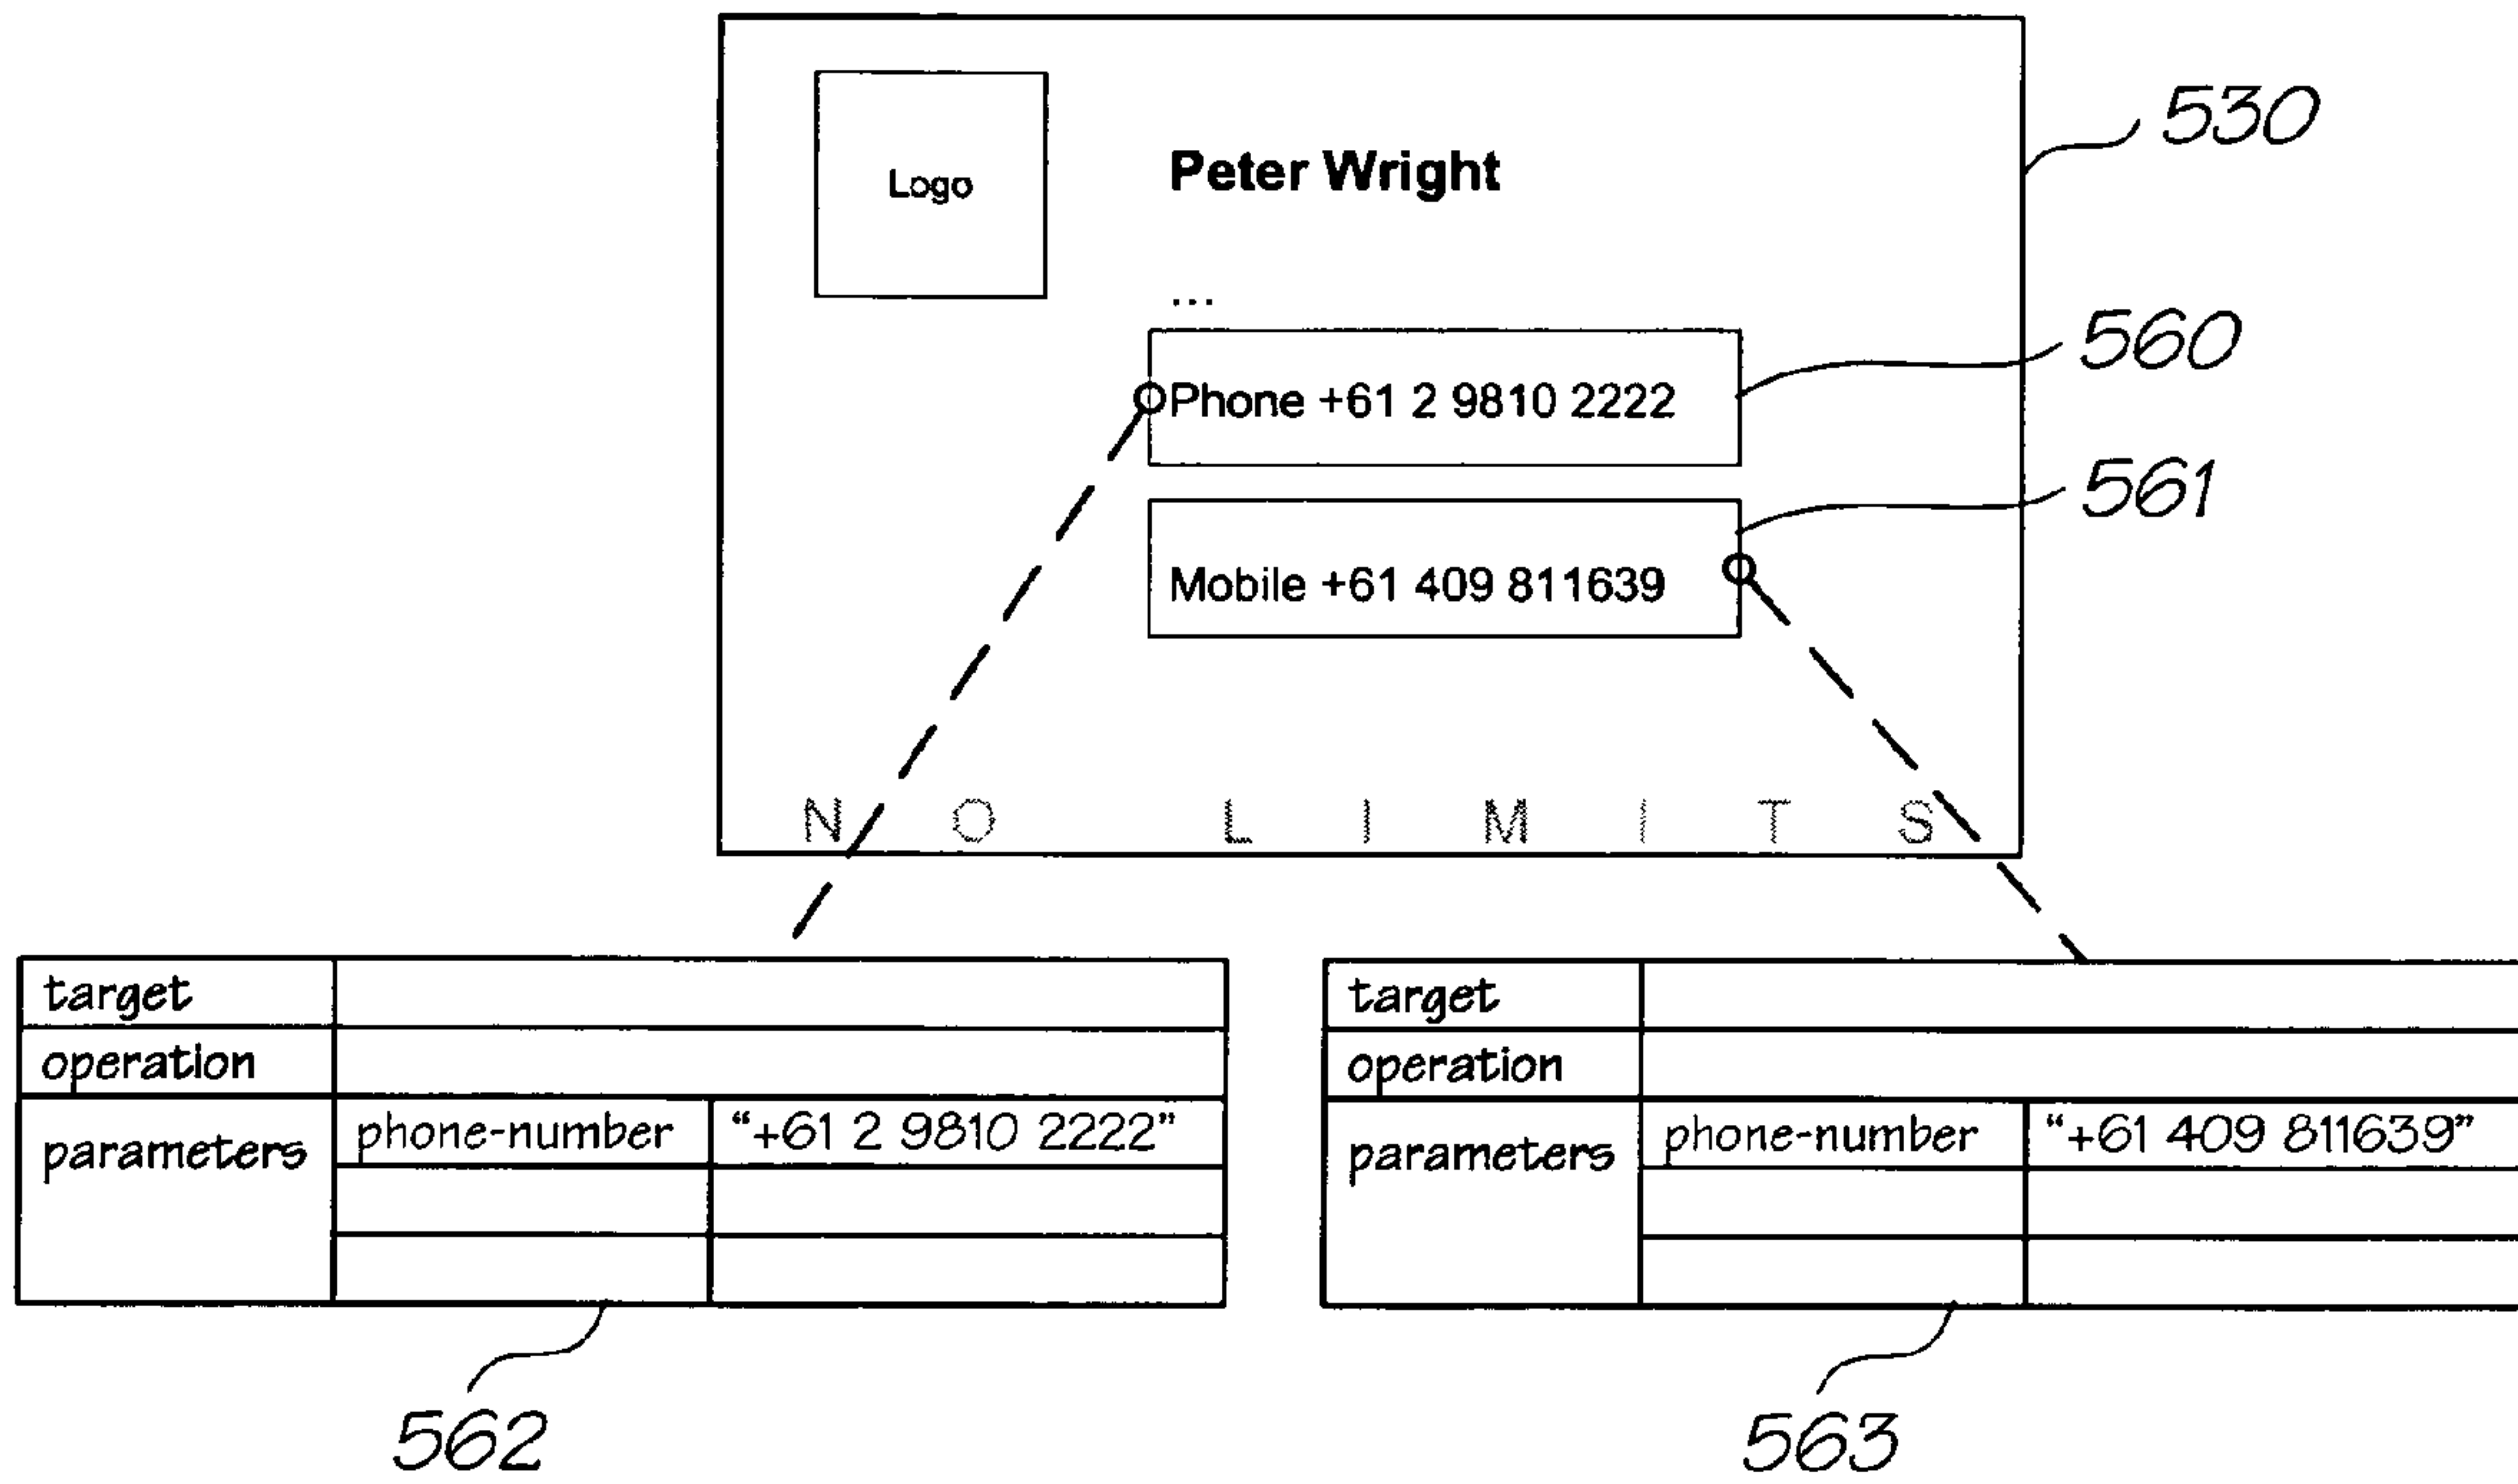 530
Logo
Peter Wright
...
560
Phone +61 2 9810 2222
561
Mobile +61 409 811639
N O L I M I T S
target
operation
parameters phone-number “+61 2 9810 2222”
562
target
operation
parameters phone-number “+61 409 811639”
563